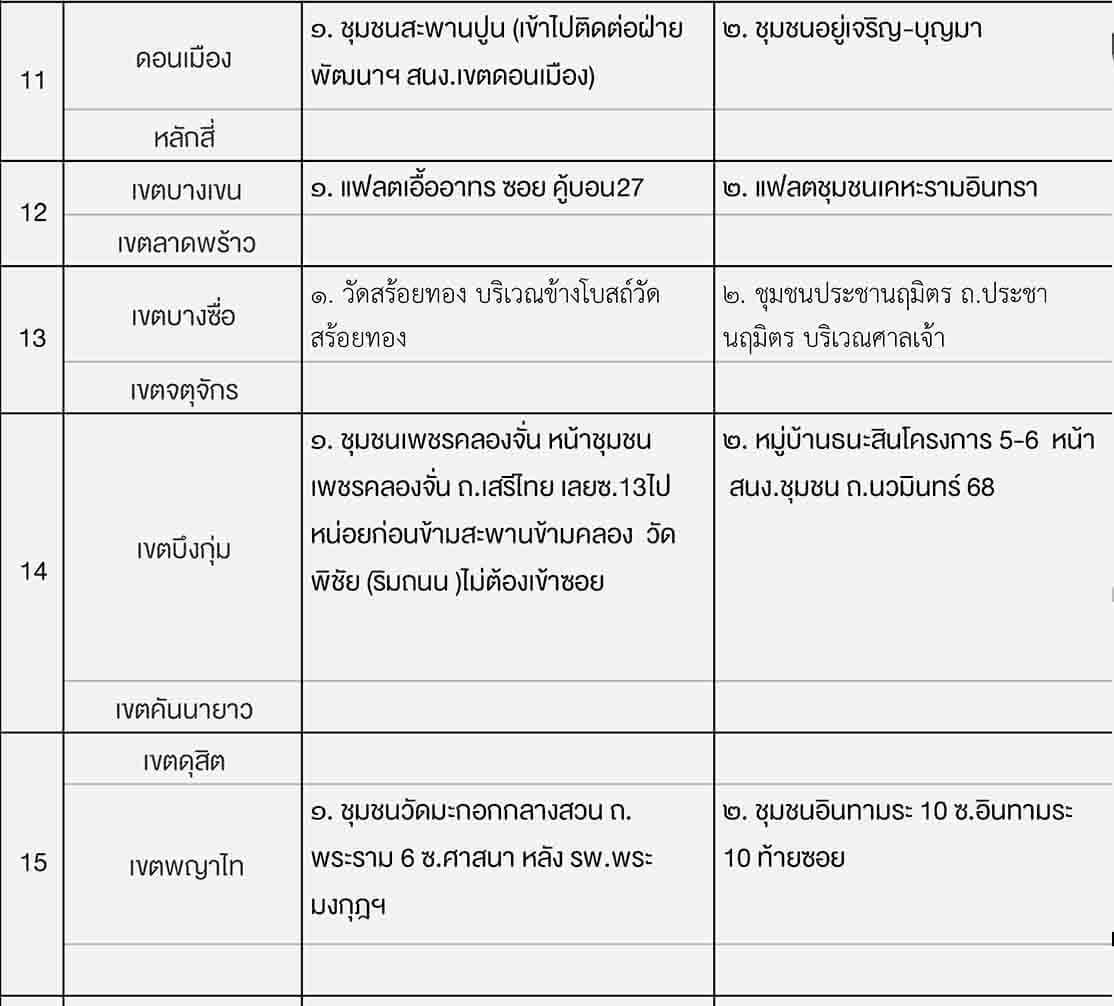 11
ดอนเมือง
๑. ชุมชนสะพานปูน (เข้าไปติดต่อฝ่าย
พัฒนาฯ สนง.เขตดอนเมือง)
๒. ชุมชนอยู่เจริญ-บุญมา
หลักสี่
12
เขตบางเขน
๑. แฟลตเอื้ออาทร ซอย คู้บอน27
๒. แฟลตชุมชนเคหะรามอินทรา
เขตลาดพร้าว
13
เขตบางซื่อ
๑. วัดสร้อยทอง บริเวณข้างโบสถ์วัด
สร้อยทอง
๒. ชุมชนประชานฤมิตร ถ.ประชา
นฤมิตร บริเวณศาลเจ้า
เขตจตุจักร
14
เขตบึงกุ่ม
๑. ชุมชนเพชรคลองจั่น หน้าชุมชน
เพชรคลองจั่น ถ.เสรีไทย เลยซ.13ไป
หน่อยก่อนข้ามสะพานข้ามคลอง วัด
พิชัย (ริมถนน )ไม่ต้องเข้าซอย
๒. หมู่บ้านธนะสินโครงการ 5-6 หน้า
สนง.ชุมชน ถ.นวมินทร์ 68
เขตคันนายาว
15
เขตดุสิต
เขตพญาไท
๑. ชุมชนวัดมะกอกกลางสวน ถ.
พระราม 6 ซ.ศาสนา หลัง รพ.พระ
มงกุฎฯ
๒. ชุมชนอินทามระ 10 ซ.อินทามระ
10 ท้ายซอย